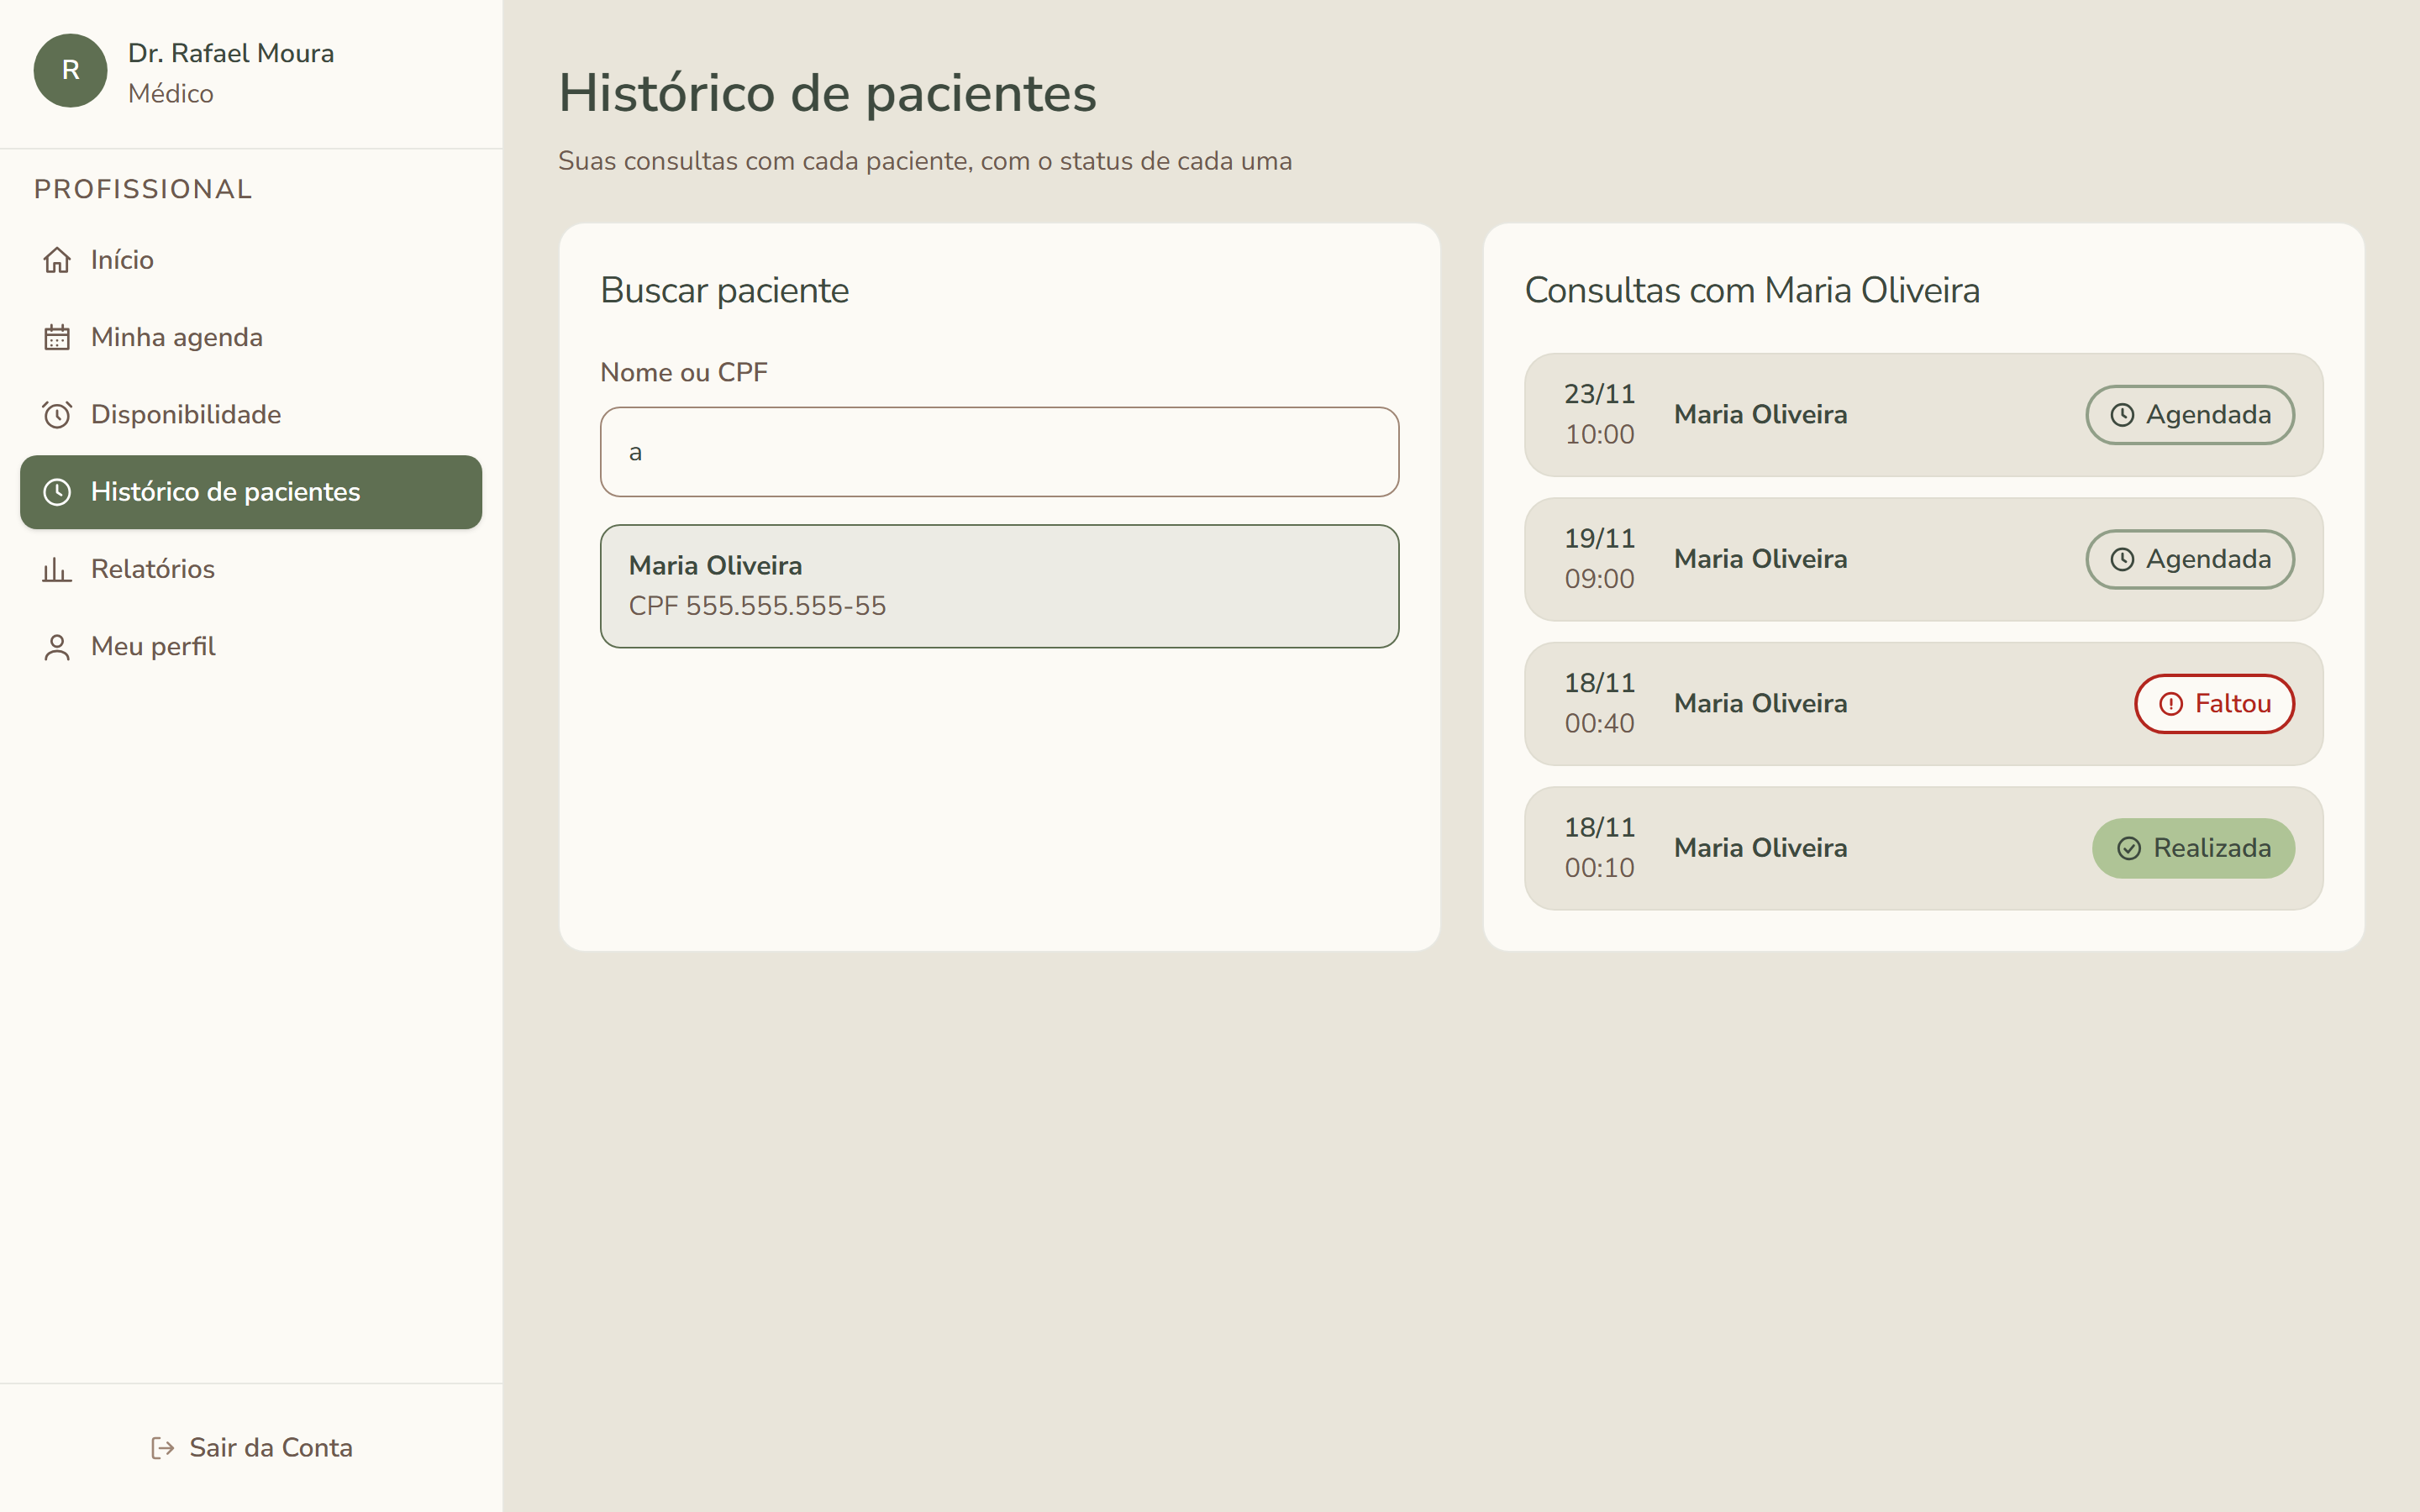 R
Dr. Rafael Moura
Médico
PROFISSIONAL
Início
Minha agenda
Disponibilidade
Histórico de pacientes
Relatórios
Meu perfil
Sair da Conta
Histórico de pacientes
Suas consultas com cada paciente, com o status de cada uma
Buscar paciente
Nome ou CPF
a
Maria Oliveira
CPF 555.555.555-55
Consultas com Maria Oliveira
23/11
10:00
Maria Oliveira
Agendada
19/11
09:00
Maria Oliveira
Agendada
18/11
00:40
Maria Oliveira
Faltou
18/11
00:10
Maria Oliveira
Realizada